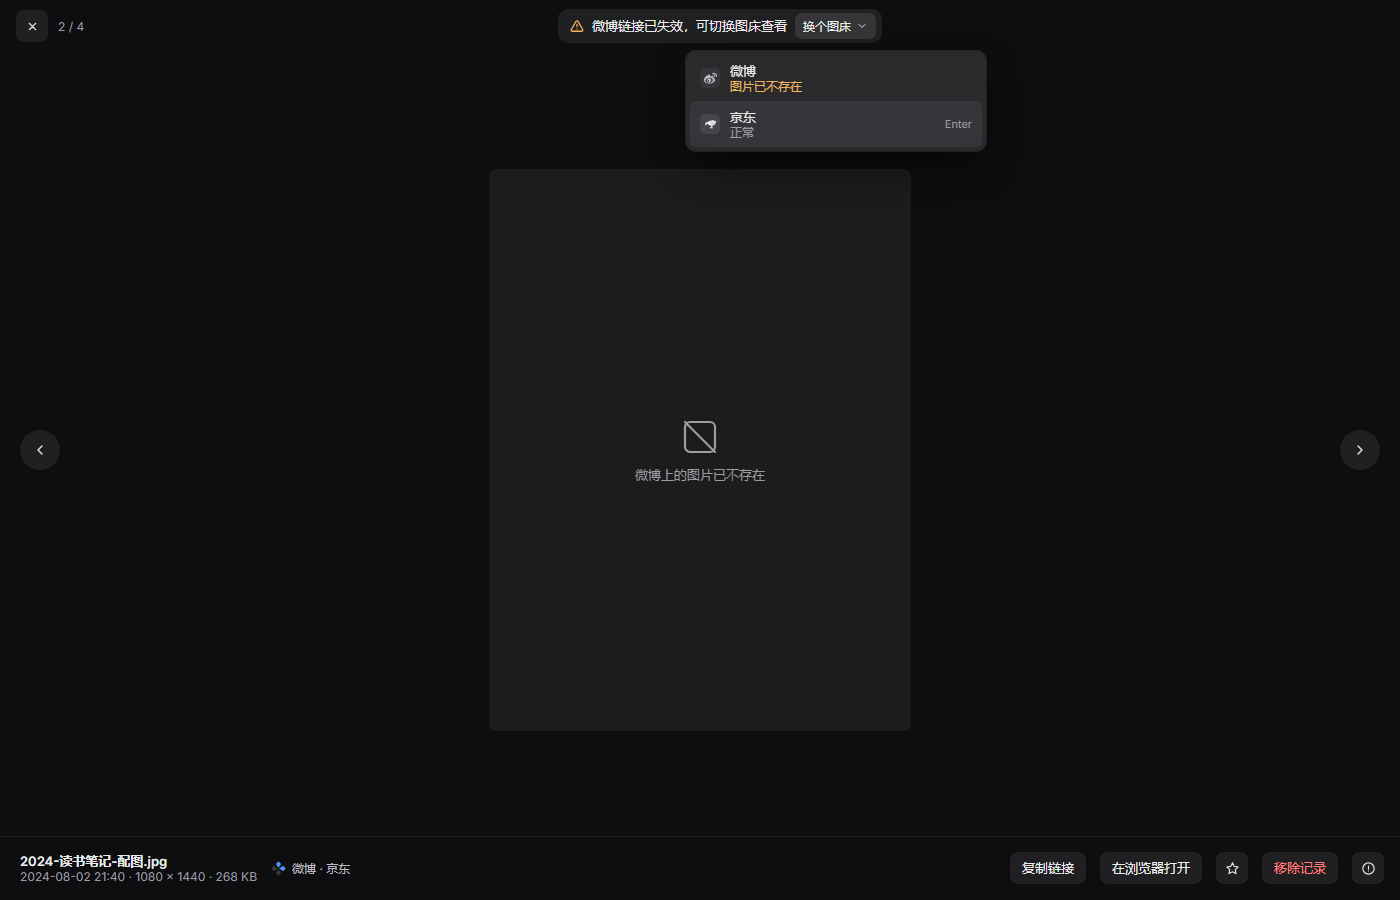 2 / 4
微博链接已失效，可切换图床查看
换个图床
微博
图片已不存在
京东
正常
Enter
微博上的图片已不存在
2024-读书笔记-配图.jpg
2024-08-02 21:40 · 1080 × 1440 · 268 KB
微博 · 京东
复制链接
在浏览器打开
移除记录